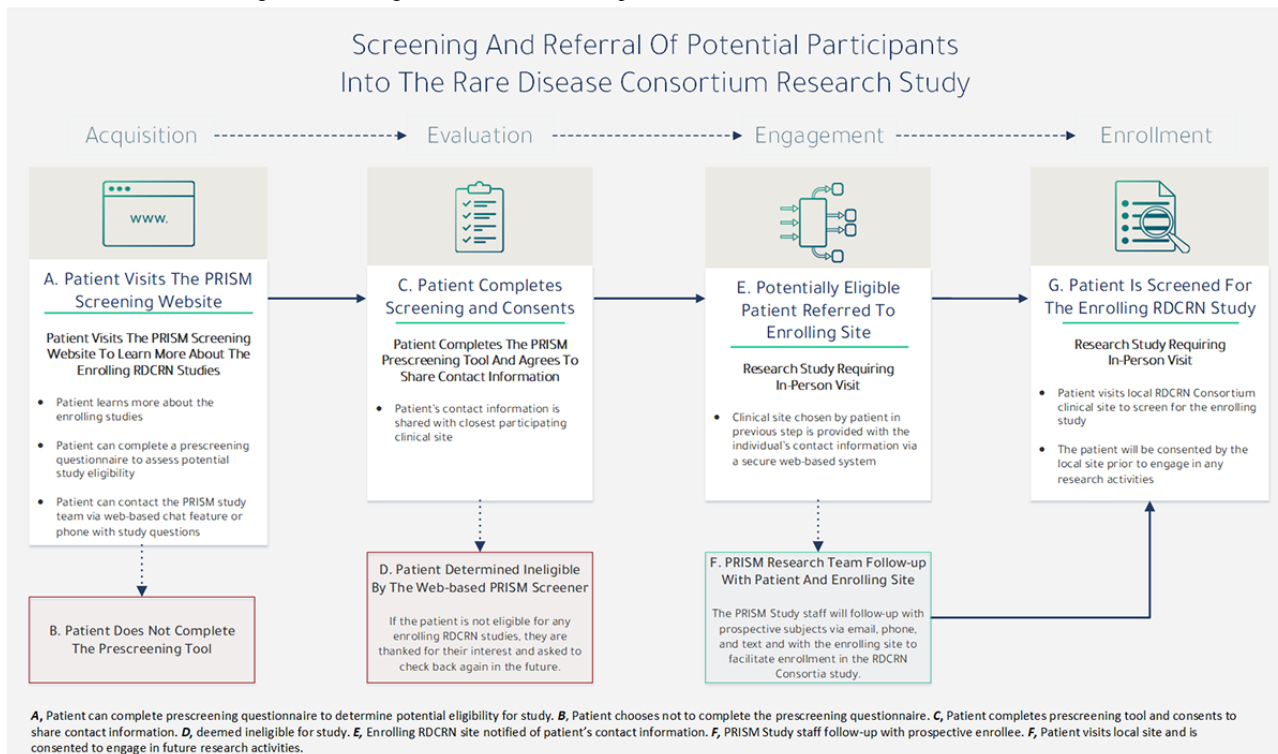 Screening And Referral Of Potential Participants
Into The Rare Disease Consortium Research Study
Acquisition
Evaluation
Engagement
Enrollment
www.
A. Patient Visits The PRISM
Screening Website
Patient Visits The PRISM Screening
Website To Learn More About The
Enrolling RDCRN Studies
Patient learns more about the
enrolling studies
Patient can complete a prescreening
questionnaire to assess potential
study eligibility
Patient can contact the PRISM study
team via web-based chat feature or
phone with study questions
B. Patient Does Not Complete
The Prescreening Tool
C. Patient Completes
Screening and Consents
Patient Completes The PRISM
Prescreening Tool And Agrees To
Share Contact Information
Patient's contact information is
shared with closest participating
clinical site
D. Patient Determined Ineligible
By The Web-based PRISM Screener
If the patient is not eligible for any
enrolling RDCRN studies, they are
thanked for their interest and asked to
check back again in the future.
E. Potentially Eligible
Patient Referred To
Enrolling Site
Research Study Requiring
In-Person Visit
Clinical site chosen by patient in
previous step is provided with the
individual's contact information via
a secure web-based system
F. PRISM Research Team Follow-up
With Patient And Enrolling Site
The PRISM Study staff will follow-up with
prospective subjects via email, phone,
and text and with the enrolling site to
facilitate enrollment in the RDCRN
Consortia study.
G. Patient Is Screened For
The Enrolling RDCRN Study
Research Study Requiring
In-Person Visit
Patient visits local RDCRN Consortium
clinical site to screen for the enrolling
study
The patient will be consented by the
local site prior to engage in any
research activities
A, Patient can complete prescreening questionnaire to determine potential eligibility for study. B, Patient chooses not to complete the prescreening questionnaire. C, Patient completes prescreening tool and consents to
share contact information. D, deemed ineligible for study. E, Enrolling RDCRN site notified of patient's contact information. F, PRISM Study staff follow-up with prospective enrollee. F, Patient visits local site and is
consented to engage in future research activities.